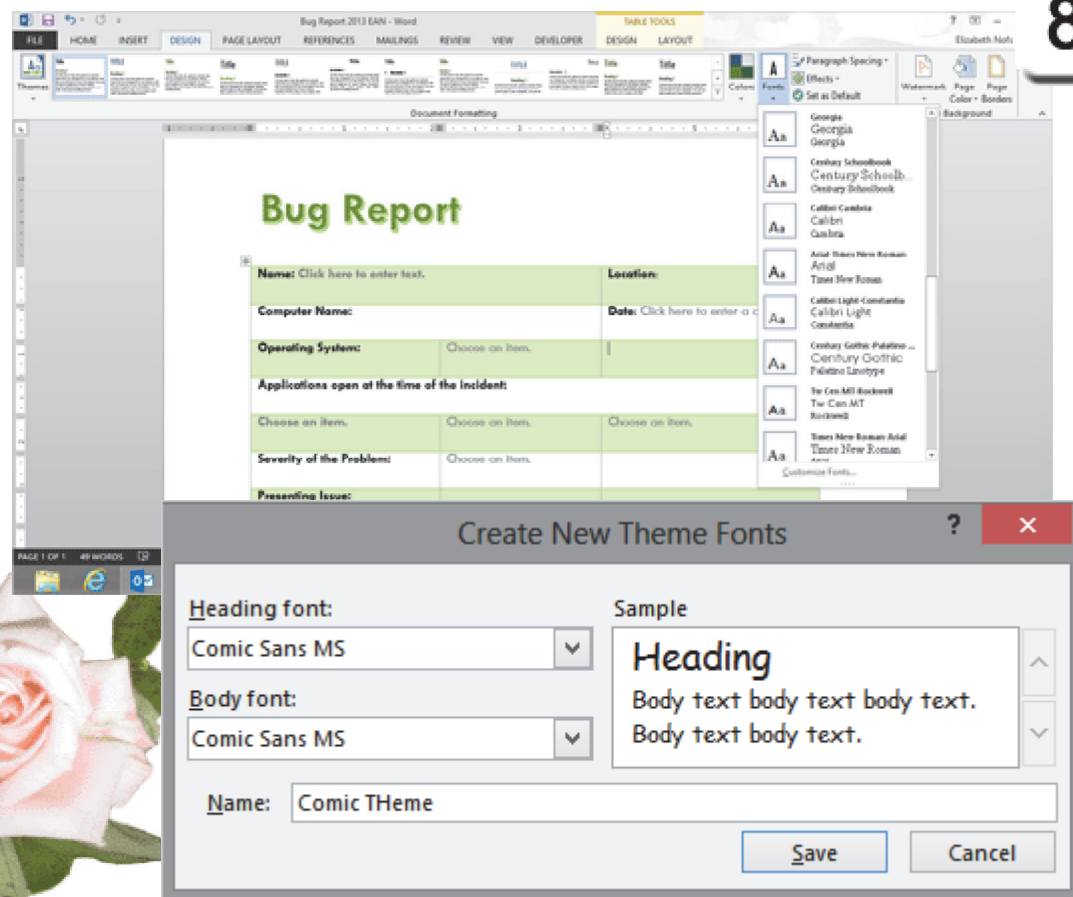 Bug Report 2013 EAN - Word
TABLE TOOLS
8
FILE HOME INSERT DESIGN PAGE LAYOUT REFERENCES MAILINGS REVIEW VIEW DEVELOPER DESIGN LAYOUT
Themes
Colors
Fonts
Paragraph Spacing
Effects
Set as Default
Watermark
Page Color
Page Borders
Document Formatting
Background
Georgia
Georgia
Georgia
Century Schoolbook
Century Schoolb...
Century Schoolbook
Calibri-Cambria
Calibri
Cambria
Arial-Times New Roman
Arial
Times New Roman
Calibri Light-Constantia
Calibri Light
Constantia
Century Gothic-Palatino ...
Century Gothic
Palatino Linotype
Tw Cen MT-Rockwell
Tw Cen MT
Rockwell
Times New Roman-Arial
Times New Roman
Arial
Customize Fonts...
Bug Report
Name: Click here to enter text.
Location:
Computer Name:
Date: Click here to enter a
Operating System:
Choose an item.
Applications open at the time of the incident:
Choose an item.
Choose an item.
Choose an item.
Severity of the Problem:
Choose an item.
Presenting Issue:
PAGE 1 OF 1 49 WORDS
Create New Theme Fonts
Heading font:
Comic Sans MS
Body font:
Comic Sans MS
Sample
Heading
Body text body text body text.
Body text body text.
Name: Comic THeme
Save
Cancel